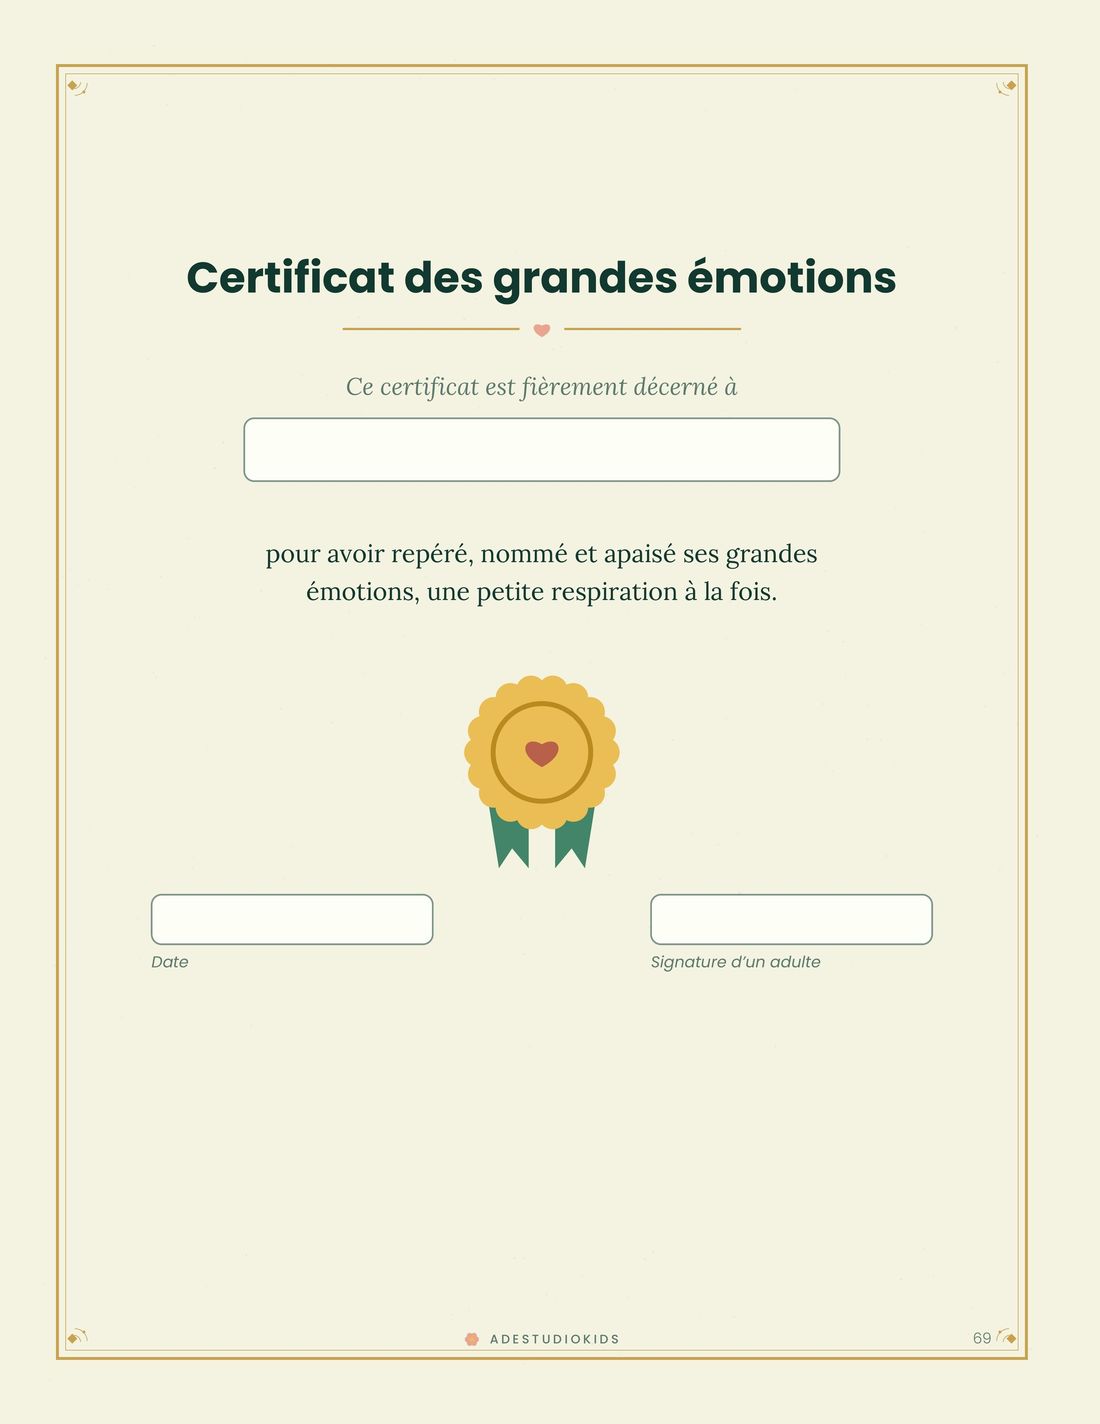 Certificat des grandes émotions
Ce certificat est fièrement décerné à
pour avoir repéré, nommé et apaisé ses grandes
émotions, une petite respiration à la fois.
Date
Signature d’un adulte
ADESTUDIOKIDS
69